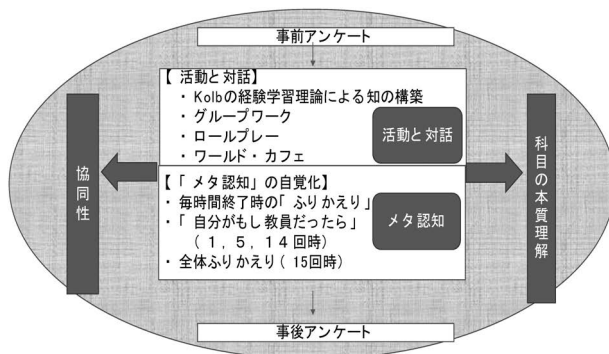 事前アンケート
【 活動と対話】
・ Kolbの経験学習理論による知の構築
・ グループワーク
・ ロールプレー
・ ワールド・カフェ
活動と対話
【「 メタ認知」の自覚化】
・ 毎時間終了時の「 ふりかえり」
・「 自分がもし教員だったら」
( 1, 5, 14回時)
・ 全体ふりかえり( 15回時)
メタ認知
協同性
科目の本質理解
事後アンケート